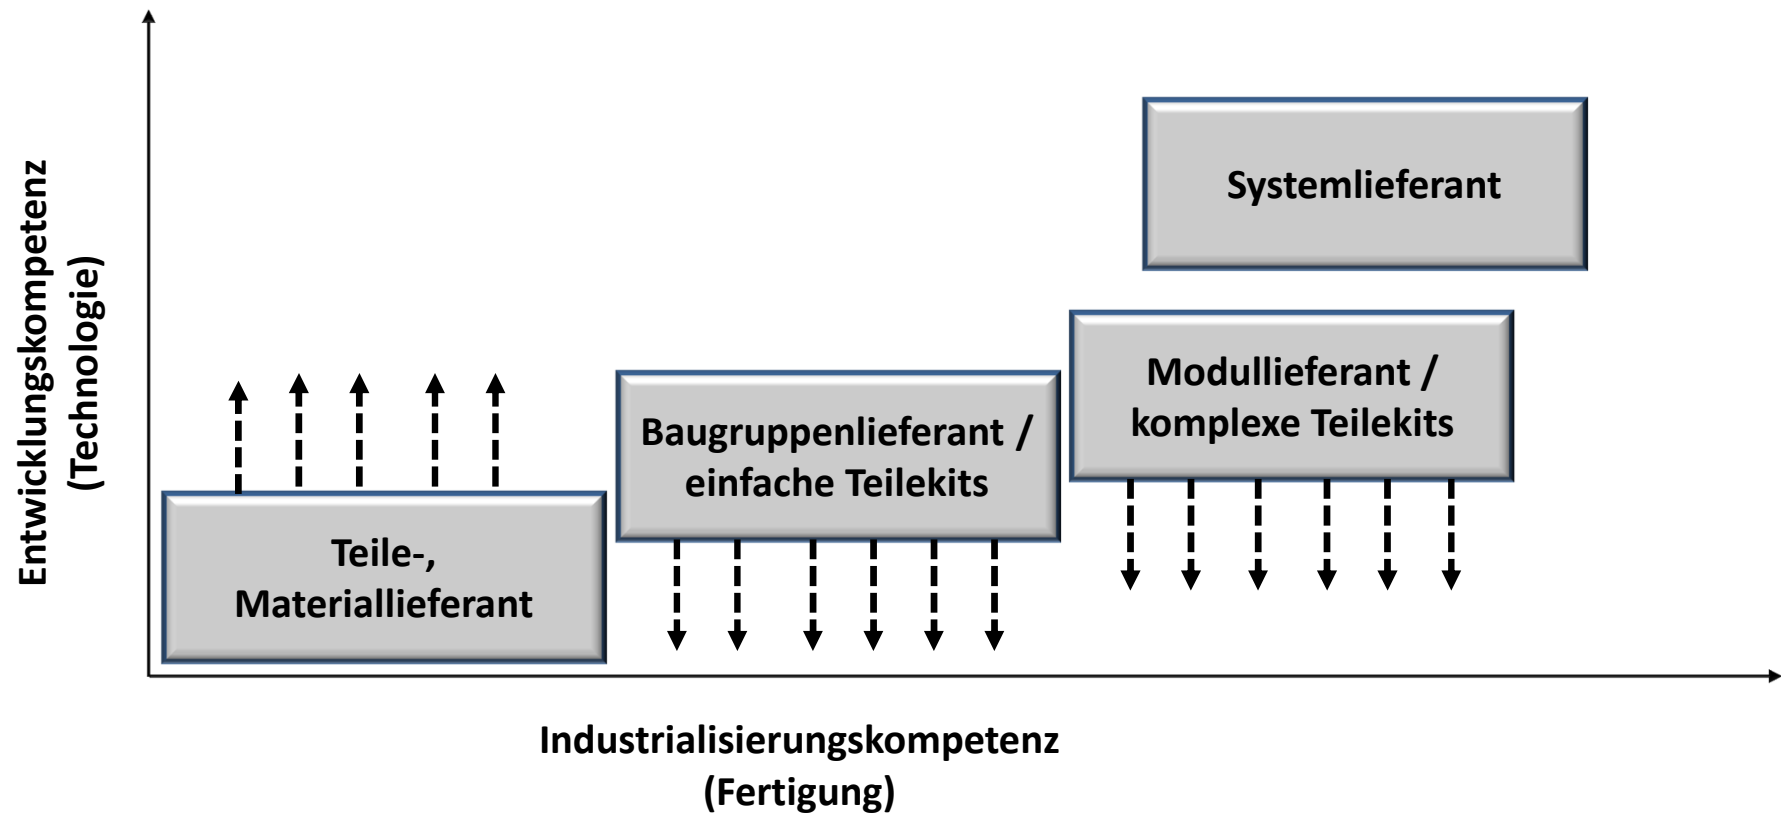 Entwicklungskompetenz
(Technologie)
Systemlieferant
Modullieferant /
komplexe Teilekits
Baugruppenlieferant /
einfache Teilekits
Teile-,
Materiallieferant
Industrialisierungskompetenz
(Fertigung)